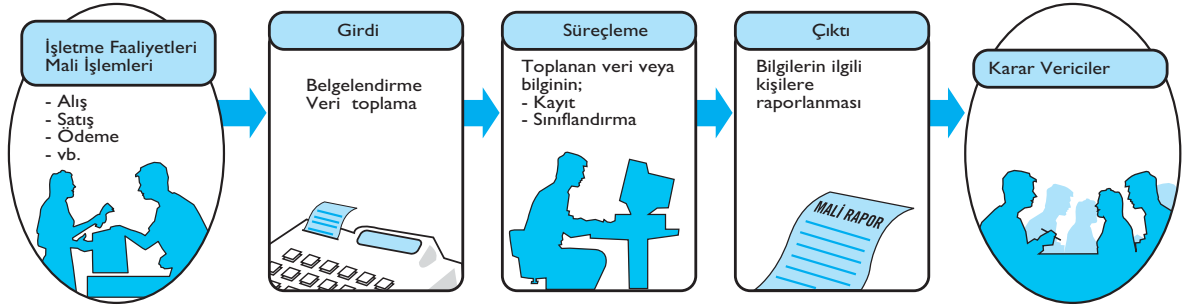 İşletme Faaliyetleri
Mali İşlemleri
- Alış
- Satış
- Ödeme
- vb.
Girdi
Belgelendirme
Veri toplama
Süreçleme
Toplanan veri veya
bilginin;
- Kayıt
- Sınıflandırma
Çıktı
Bilgilerin ilgili
kişilere
raporlanması
MALİ RAPOR
Karar Vericiler